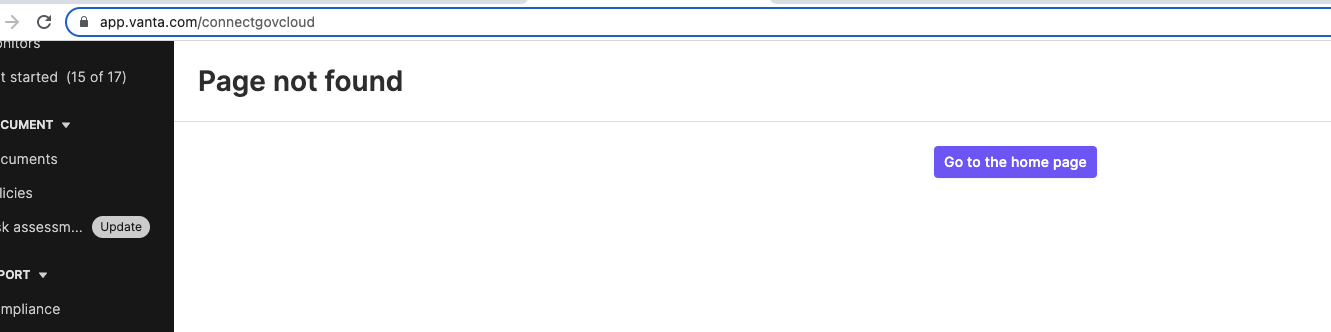 app.vanta.com/connectgovcloud
onitors
t started (15 of 17)
CUMENT
cuments
licies
sk assessm... Update
PORT
mpliance
Page not found
Go to the home page